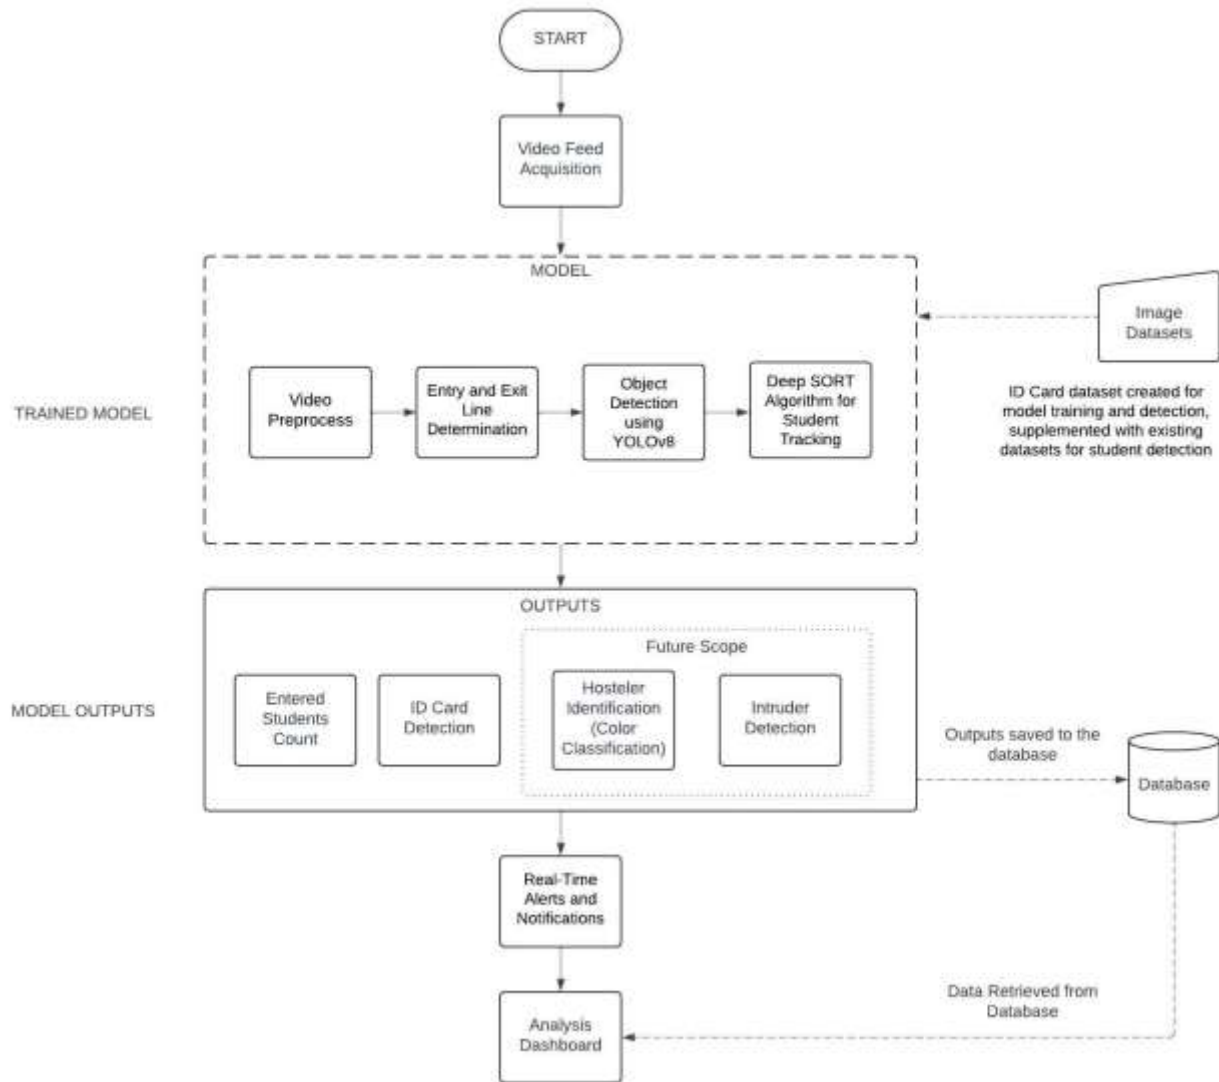 START
Video Feed
Acquisition
MODEL
Image
Datasets
TRAINED MODEL
Video
Preprocess
Entry and Exit
Line
Determination
Object
Detection
using
YOLOv8
Deep SORT
Algorithm for
Student
Tracking
ID Card dataset created for
model training and detection,
supplemented with existing
datasets for student detection
OUTPUTS
Future Scope
MODEL OUTPUTS
Entered
Students
Count
ID Card
Detection
Hosteler
Identification
(Color
Classification)
Intruder
Detection
Outputs saved to the
database
Database
Real-Time
Alerts and
Notifications
Data Retrieved from
Database
Analysis
Dashboard